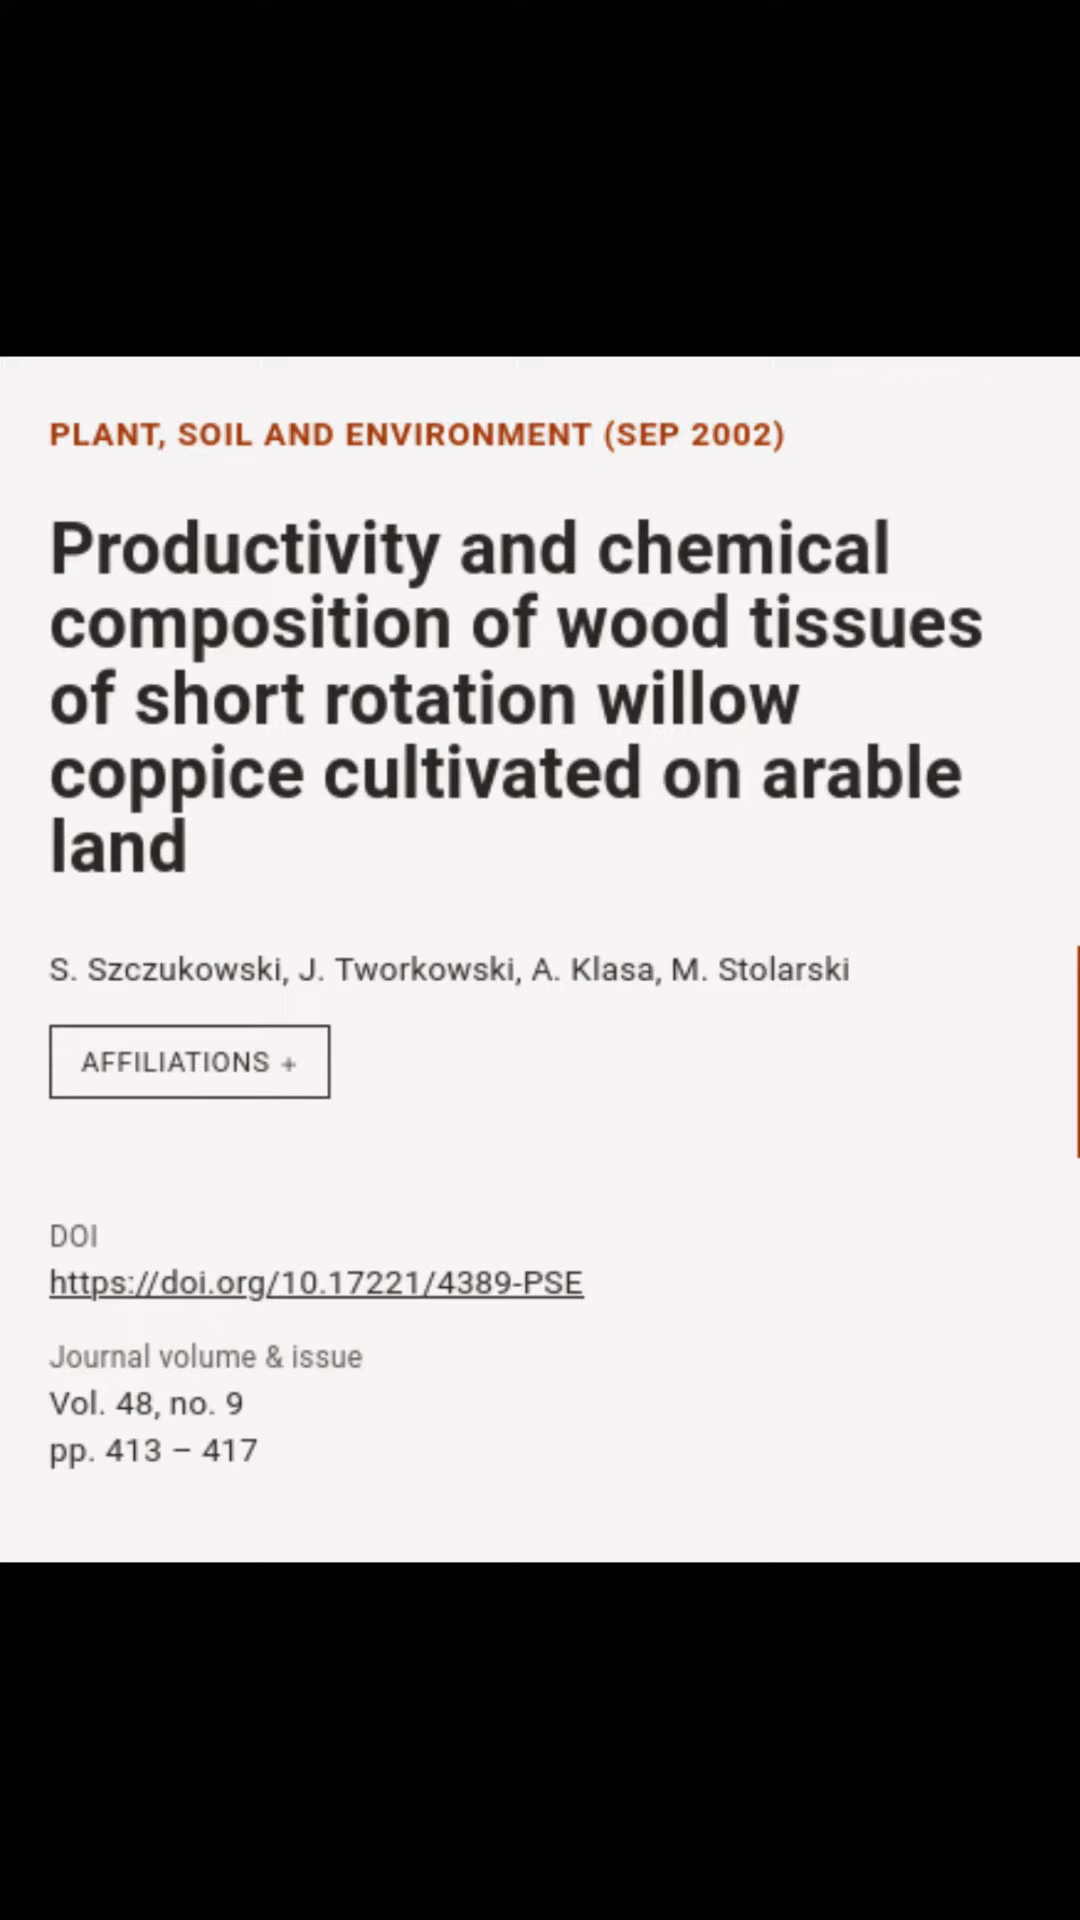 PLANT, SOIL AND ENVIRONMENT (SEP 2002)
Productivity and chemical
composition of wood tissues
of short rotation willow
coppice cultivated on arable
land
S. Szczukowski, J. Tworkowski, A. Klasa, M. Stolarski
AFFILIATIONS +
DOI
https://doi.org/10.17221/4389-PSE
Journal volume & issue
Vol. 48, no. 9
pp. 413 – 417